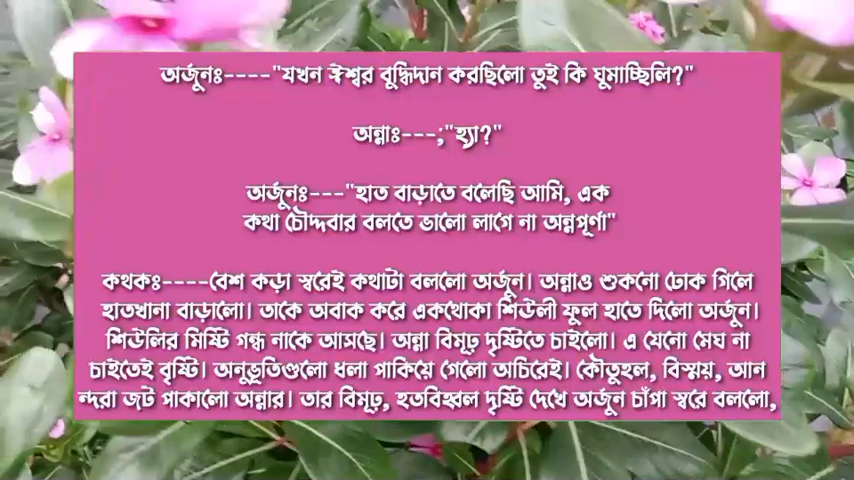 অর্জুনঃ----"যখন ঈশ্বর বুদ্ধিদান করছিলো তুই কি ঘুমাচ্ছিলি?"
অন্নাঃ---;"হ্যা?"
অর্জুনঃ---"হাত বাড়াতে বলেছি আমি, এক
কথা চৌদ্দবার বলতে ভালো লাগে না অন্নপূর্ণা"
কথকঃ----বেশ কড়া স্বরেই কথাটা বললো অর্জুন। অন্নাও শুকনো ঢোক গিলে
হাতখানা বাড়ালো। তাকে অবাক করে একথোকা শিউলী ফুল হাতে দিলো অর্জুন।
শিউলির মিষ্টি গন্ধ নাকে আসছে। অন্না বিমূঢ় দৃষ্টিতে চাইলো। এ যেনো মেঘ না
চাইতেই বৃষ্টি। অনুভূতিগুলো ধলা পাকিয়ে গেলো অচিরেই। কৌতুহল, বিস্ময়, আন
ন্দরা জট পাকালো অন্নার। তার বিমূঢ়, হতবিহ্বল দৃষ্টি দেখে অর্জুন চাঁপা স্বরে বললো,